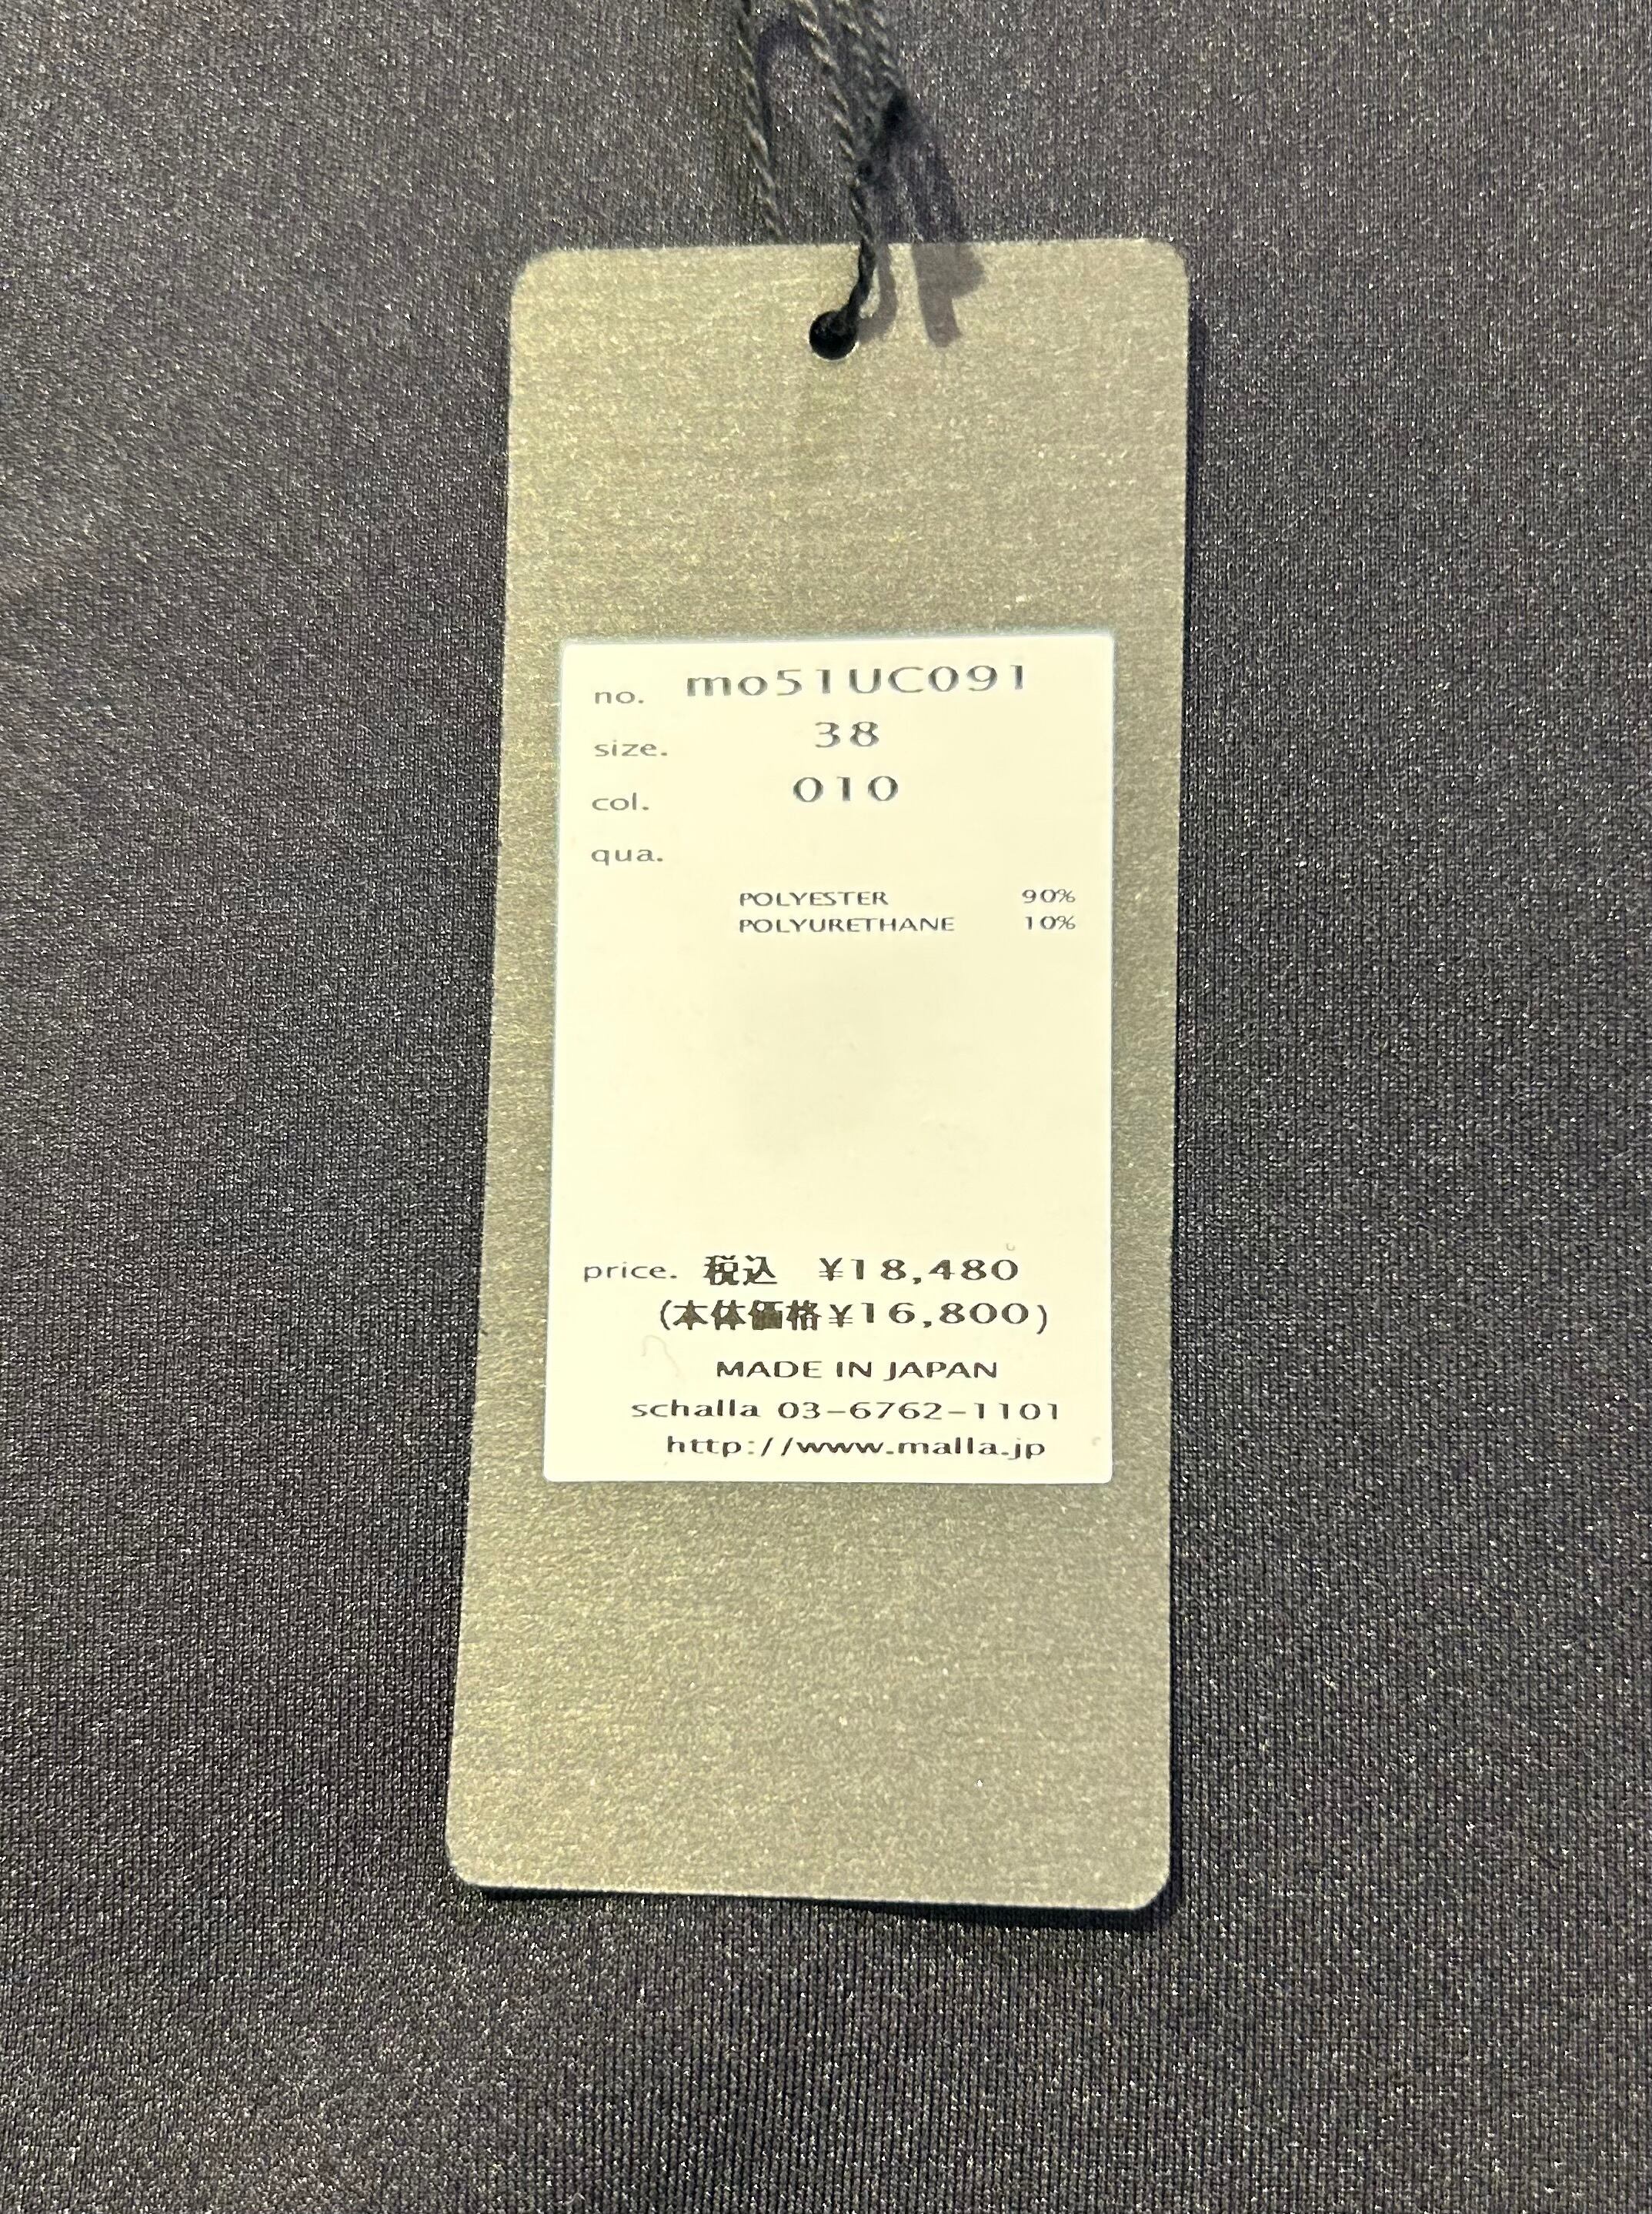 no. mo51UC091
size. 38
col. 010
qua.
POLYESTER 90%
POLYURETHANE 10%
price. 税込 ¥18,480
(本体価格¥16,800)
MADE IN JAPAN
schalla 03-6762-1101
http://www.malla.jp